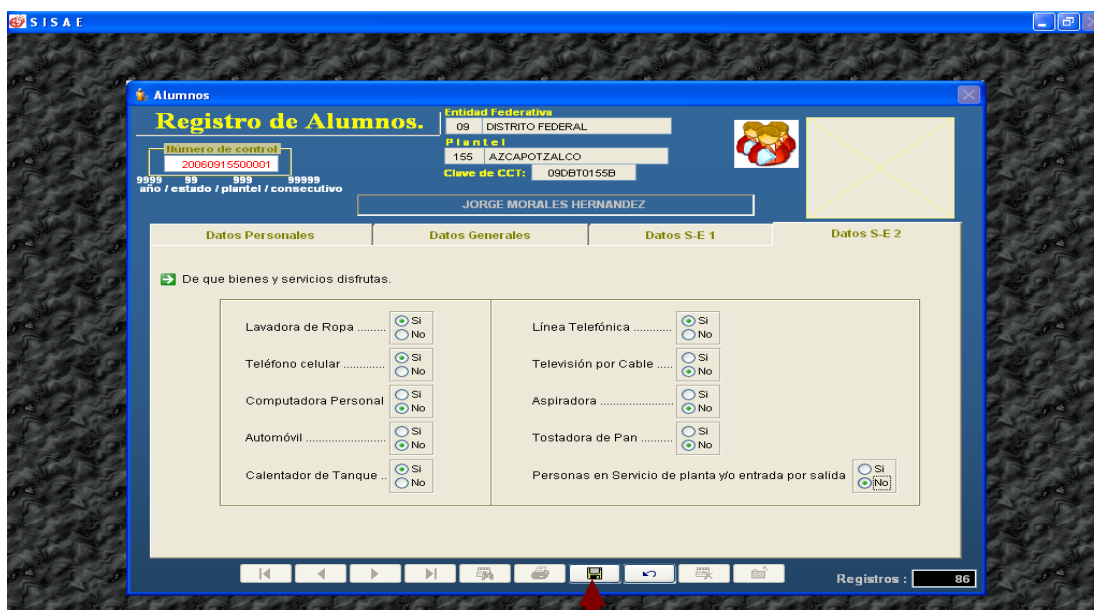 S I S A E
Alumnos
Registro de Alumnos.
Número de control
20060915500001
9999 99 999 99999
año / estado / plantel / consecutivo
Entidad Federativa
09 DISTRITO FEDERAL
Plantel
155 AZCAPOTZALCO
Clave de CCT: 09DBT0155B
JORGE MORALES HERNANDEZ
Datos Personales
Datos Generales
Datos S-E 1
Datos S-E 2
De que bienes y servicios disfrutas.
Lavadora de Ropa ........ Si
No
Teléfono celular ............. Si
No
Computadora Personal Si
No
Automóvil ........................ Si
No
Calentador de Tanque .. Si
No
Línea Telefónica ............ Si
No
Televisión por Cable ..... Si
No
Aspiradora ....................... Si
No
Tostadora de Pan .......... Si
No
Personas en Servicio de planta y/o entrada por salida Si
No
Registros : 86